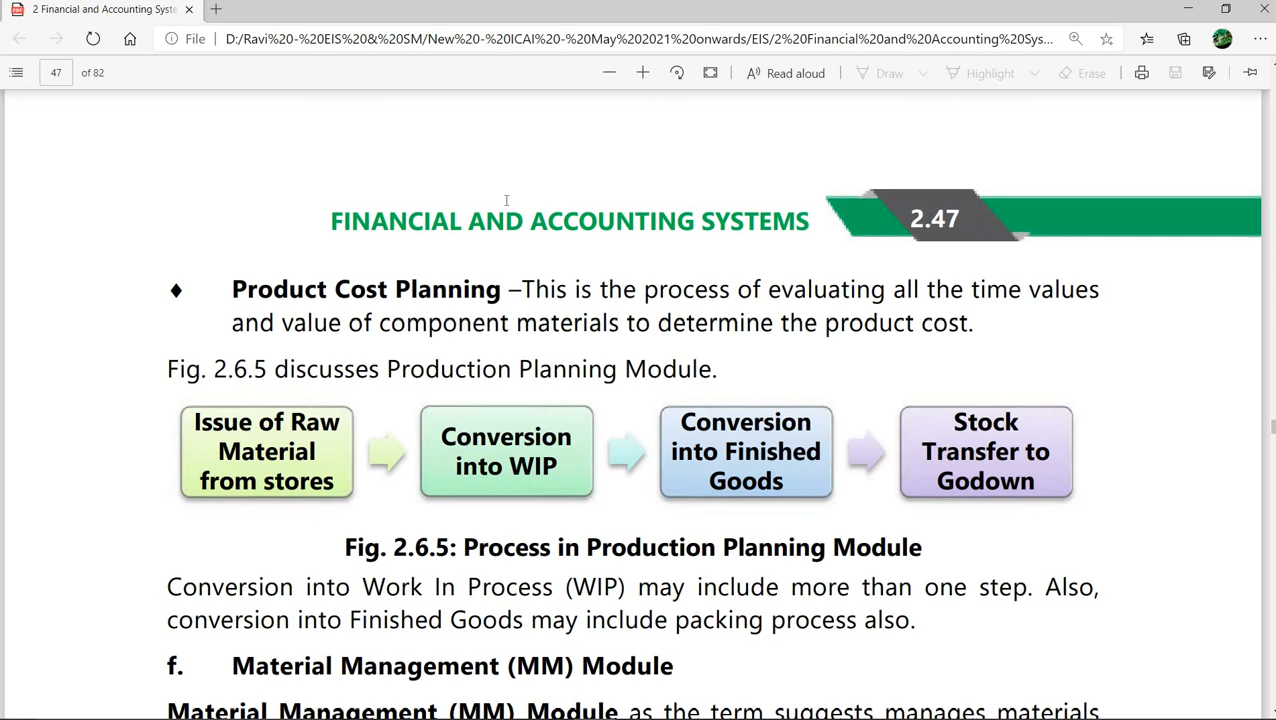 2 Financial and Accounting Syste
File
D:/Ravi%20-%20EIS%20&%20SM/New%20-%20ICAI%20-%20May%202021%20onwards/EIS/2%20Financial%20and%20Accounting%20Sys...
47 of 82
Read aloud
Draw
Highlight
Erase
FINANCIAL AND ACCOUNTING SYSTEMS
2.47
♦ Product Cost Planning –This is the process of evaluating all the time values
and value of component materials to determine the product cost.
Fig. 2.6.5 discusses Production Planning Module.
Issue of Raw
Material
from stores
Conversion
into WIP
Conversion
into Finished
Goods
Stock
Transfer to
Godown
Fig. 2.6.5: Process in Production Planning Module
Conversion into Work In Process (WIP) may include more than one step. Also,
conversion into Finished Goods may include packing process also.
f. Material Management (MM) Module
Material Management (MM) Module as the term suggests manages materials